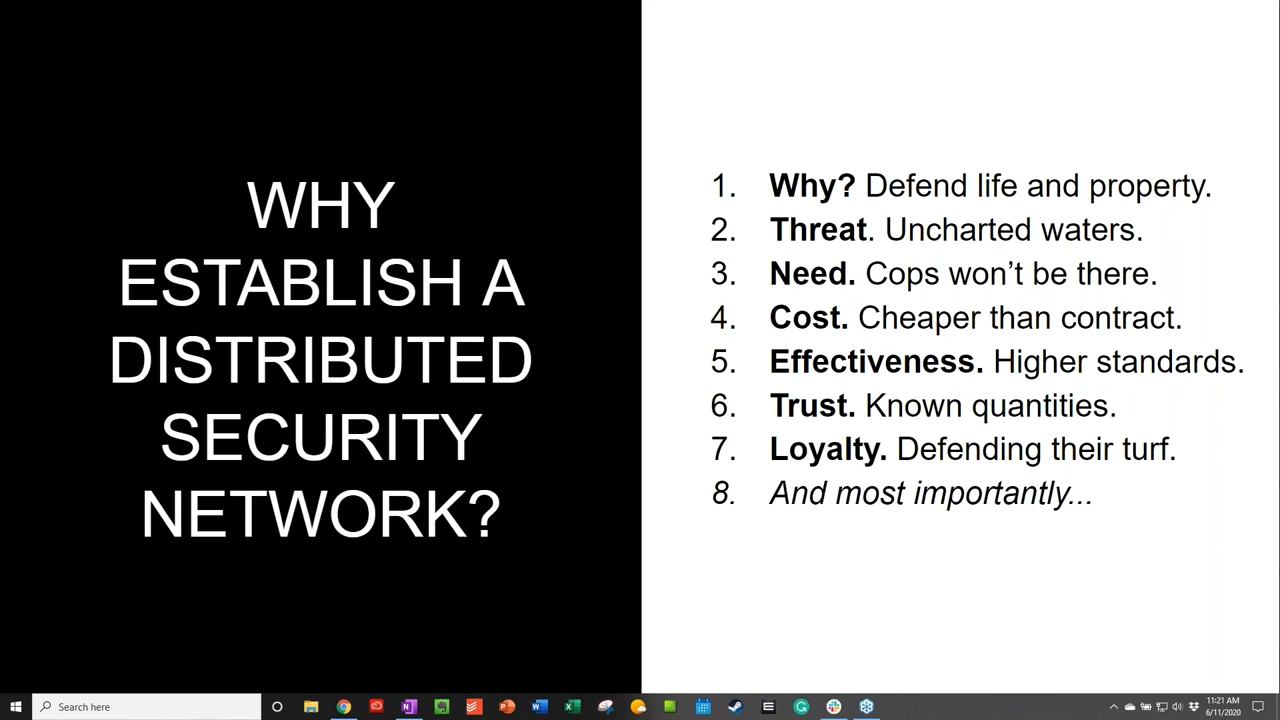 WHY
ESTABLISH A
DISTRIBUTED
SECURITY
NETWORK?
1. Why? Defend life and property.
2. Threat. Uncharted waters.
3. Need. Cops won't be there.
4. Cost. Cheaper than contract.
5. Effectiveness. Higher standards.
6. Trust. Known quantities.
7. Loyalty. Defending their turf.
8. And most importantly...
Search here
11:21 AM
6/11/2020